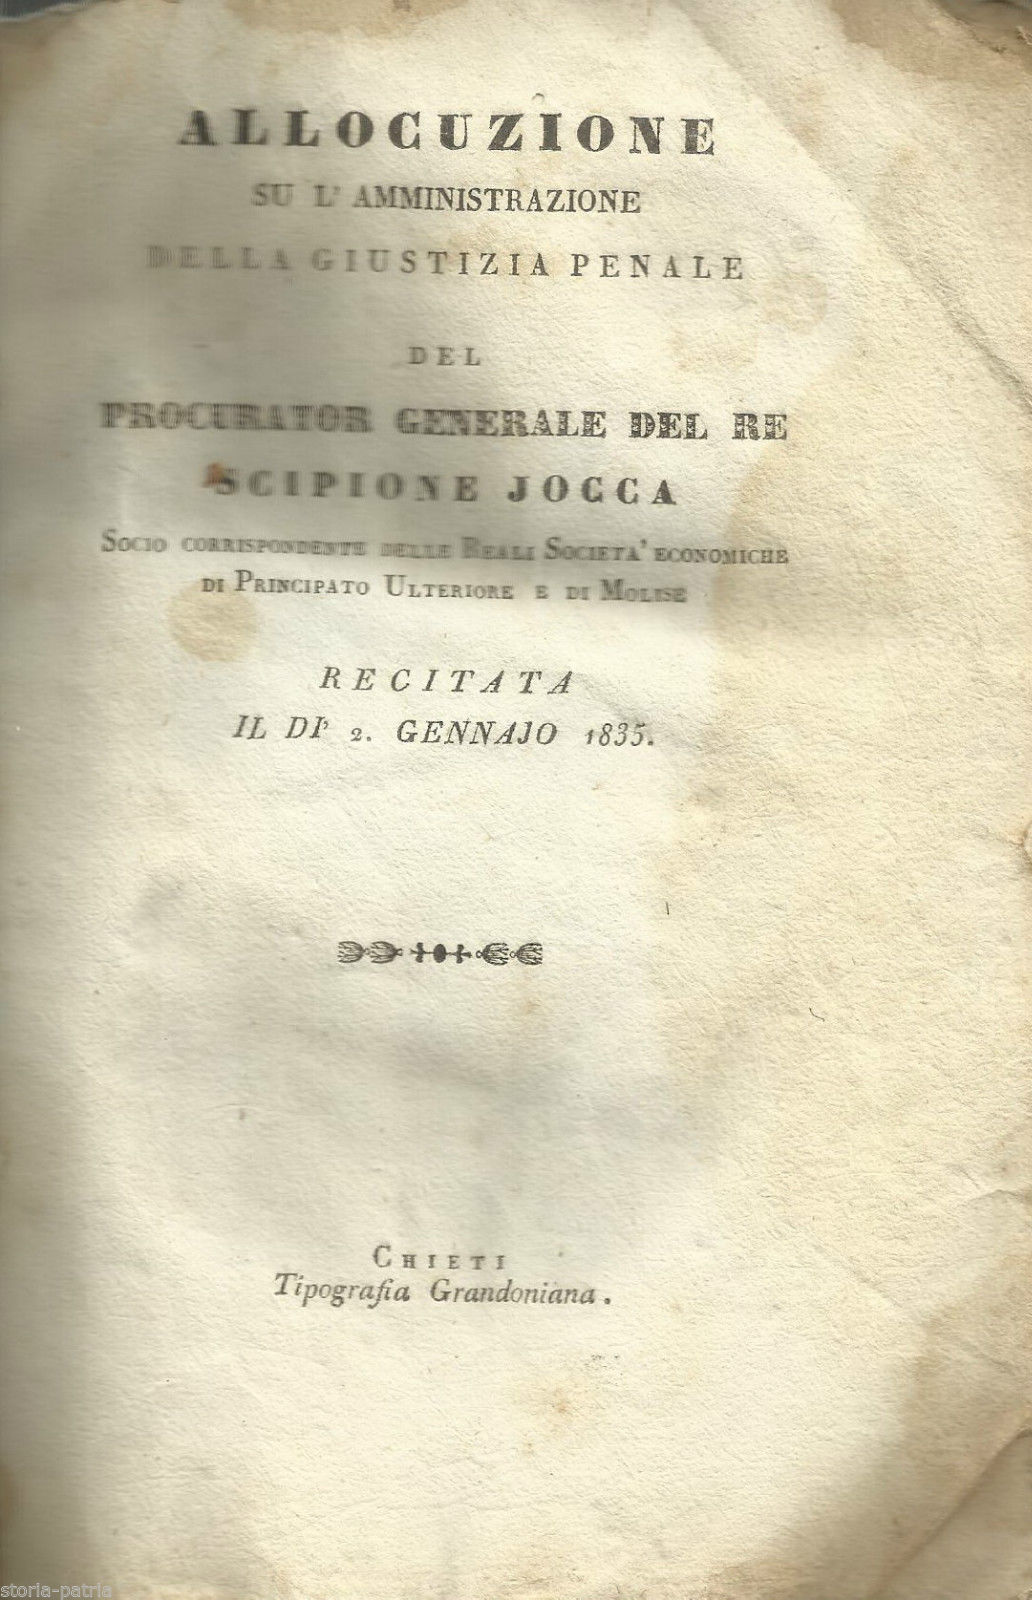 ALLOCUZIONE
SU L' AMMINISTRAZIONE
DELLA GIUSTIZIA PENALE
DEL
PROCURATOR GENERALE DEL RE
SCIPIONE JOCCA
SOCIO CORRISPONDENTE DELLE REALI SOCIETA' ECONOMICHE
DI PRINCIPATO ULTERIORE E DI MOLISE
RECITATA
IL DI' 2. GENNAJO 1835.
CHIETI
Tipografia Grandoniana.
storia-patria